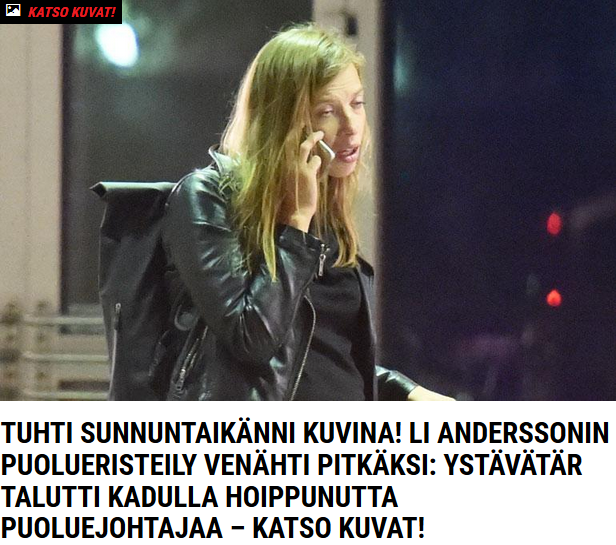 KATSO KUVAT!
TUHTI SUNNUNTAIKÄNNI KUVINA! LI ANDERSSONIN
PUOLUERISTEILY VENÄHTI PITKÄKSI: YSTÄVÄTÄR
TALUTTI KADULLA HOIPPUNUTTA
PUOLUEJOHTAJAA – KATSO KUVAT!